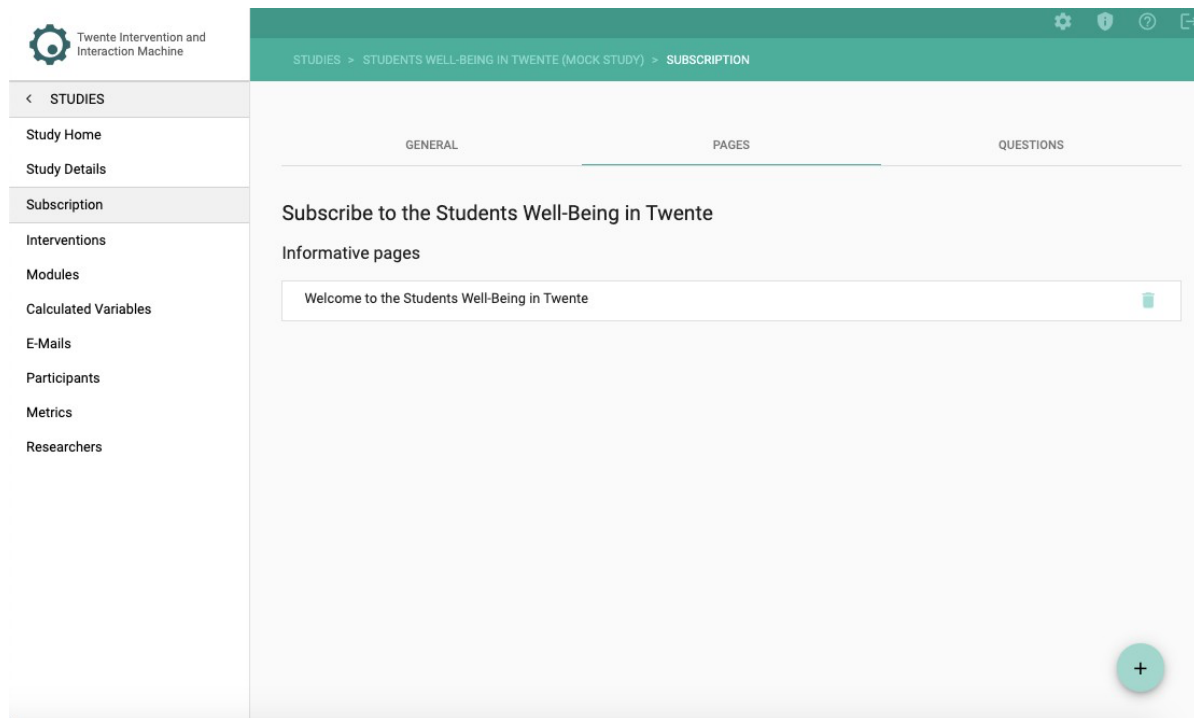 Twente Intervention and
Interaction Machine
STUDIES > STUDENTS WELL-BEING IN TWENTE (MOCK STUDY) > SUBSCRIPTION
< STUDIES
Study Home
Study Details
Subscription
Interventions
Modules
Calculated Variables
E-Mails
Participants
Metrics
Researchers
GENERAL PAGES QUESTIONS
Subscribe to the Students Well-Being in Twente
Informative pages
Welcome to the Students Well-Being in Twente
+